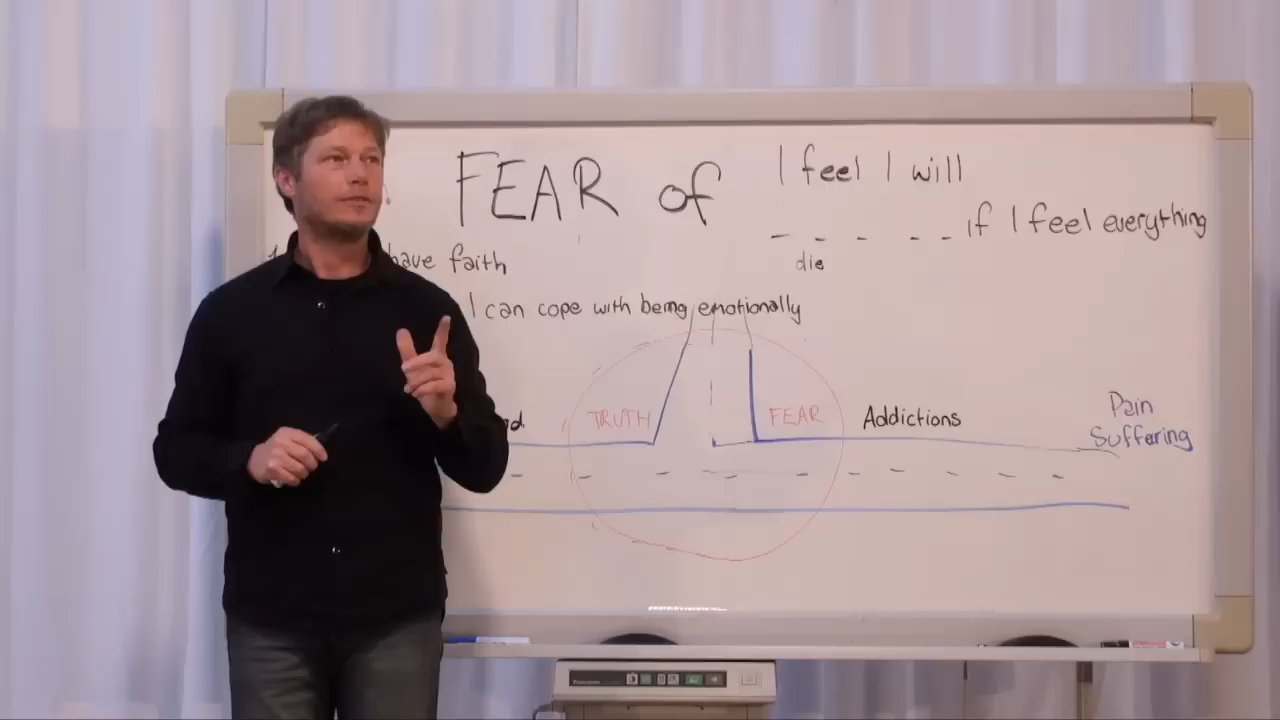 FEAR of
I feel I will
_ _ _ _ _ if I feel everything
die
have faith
I can cope with being emotionally
TRUTH
FEAR
Addictions
Pain
Suffering
Panasonic